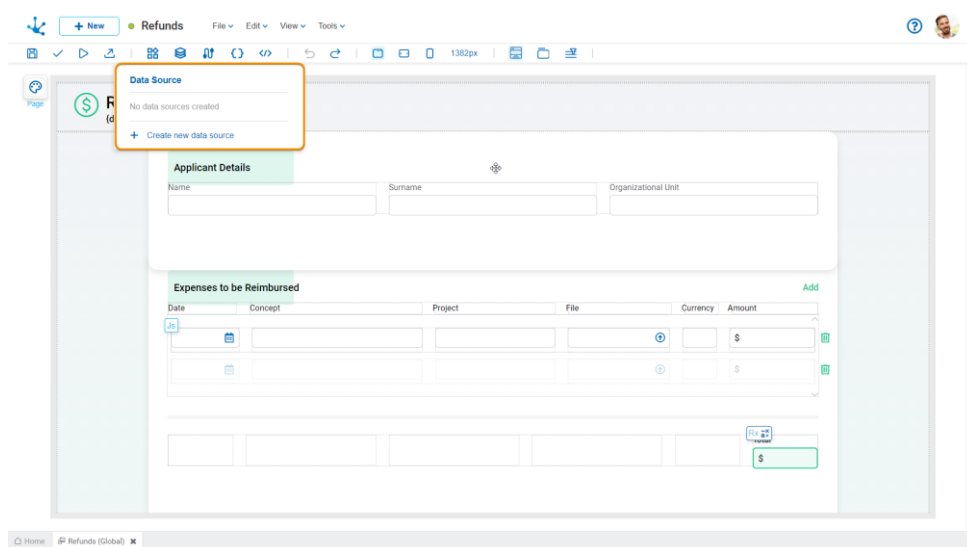 New
Refunds
File
Edit
View
Tools
1382px
Page
Data Source
No data sources created
Create new data source
R
{d
$
Applicant Details
Name
Surname
Organizational Unit
Expenses to be Reimbursed
Add
Date
Concept
Project
File
Currency
Amount
Js
$
$
Rx
Total
$
Home
Refunds (Global)